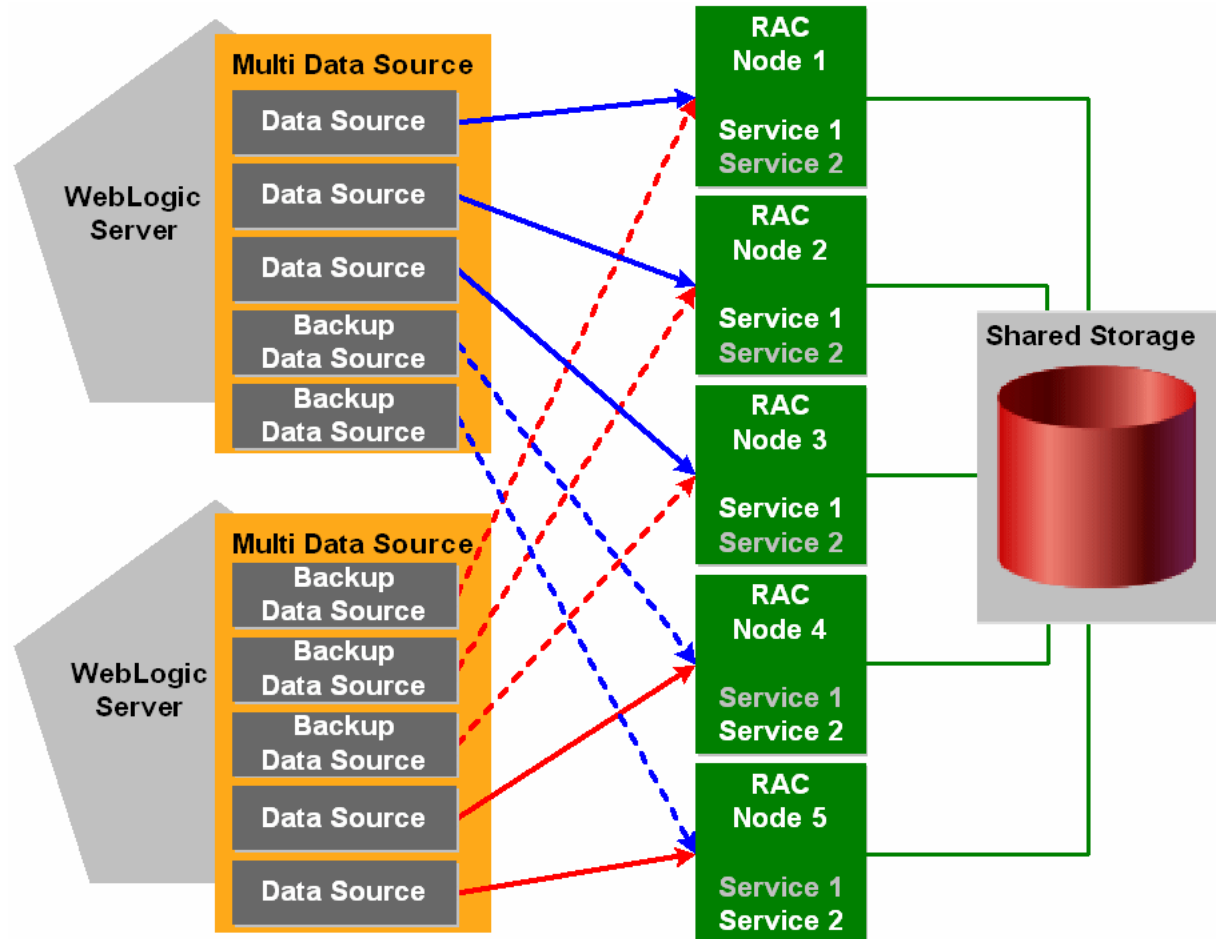 WebLogic
Server
Multi Data Source
Data Source
Data Source
Data Source
Backup
Data Source
Backup
Data Source
WebLogic
Server
Multi Data Source
Backup
Data Source
Backup
Data Source
Backup
Data Source
Data Source
Data Source
RAC
Node 1
Service 1
Service 2
RAC
Node 2
Service 1
Service 2
RAC
Node 3
Service 1
Service 2
RAC
Node 4
Service 1
Service 2
RAC
Node 5
Service 1
Service 2
Shared Storage